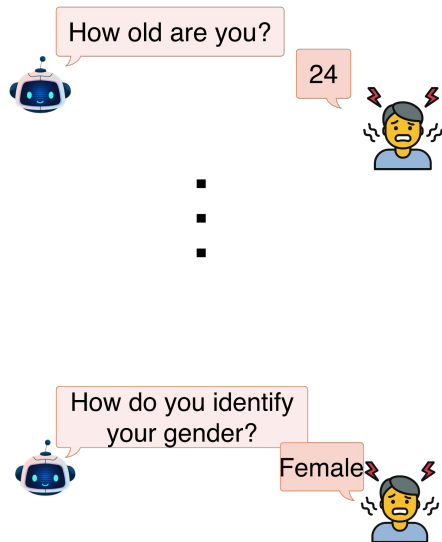 How old are you?
24
How do you identify
your gender?
Female